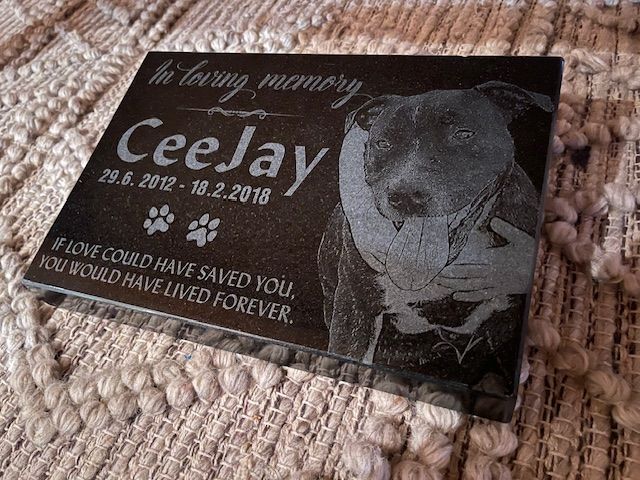 In loving memory
CeeJay
29.6. 2012 - 18.2.2018
IF LOVE COULD HAVE SAVED YOU,
YOU WOULD HAVE LIVED FOREVER.